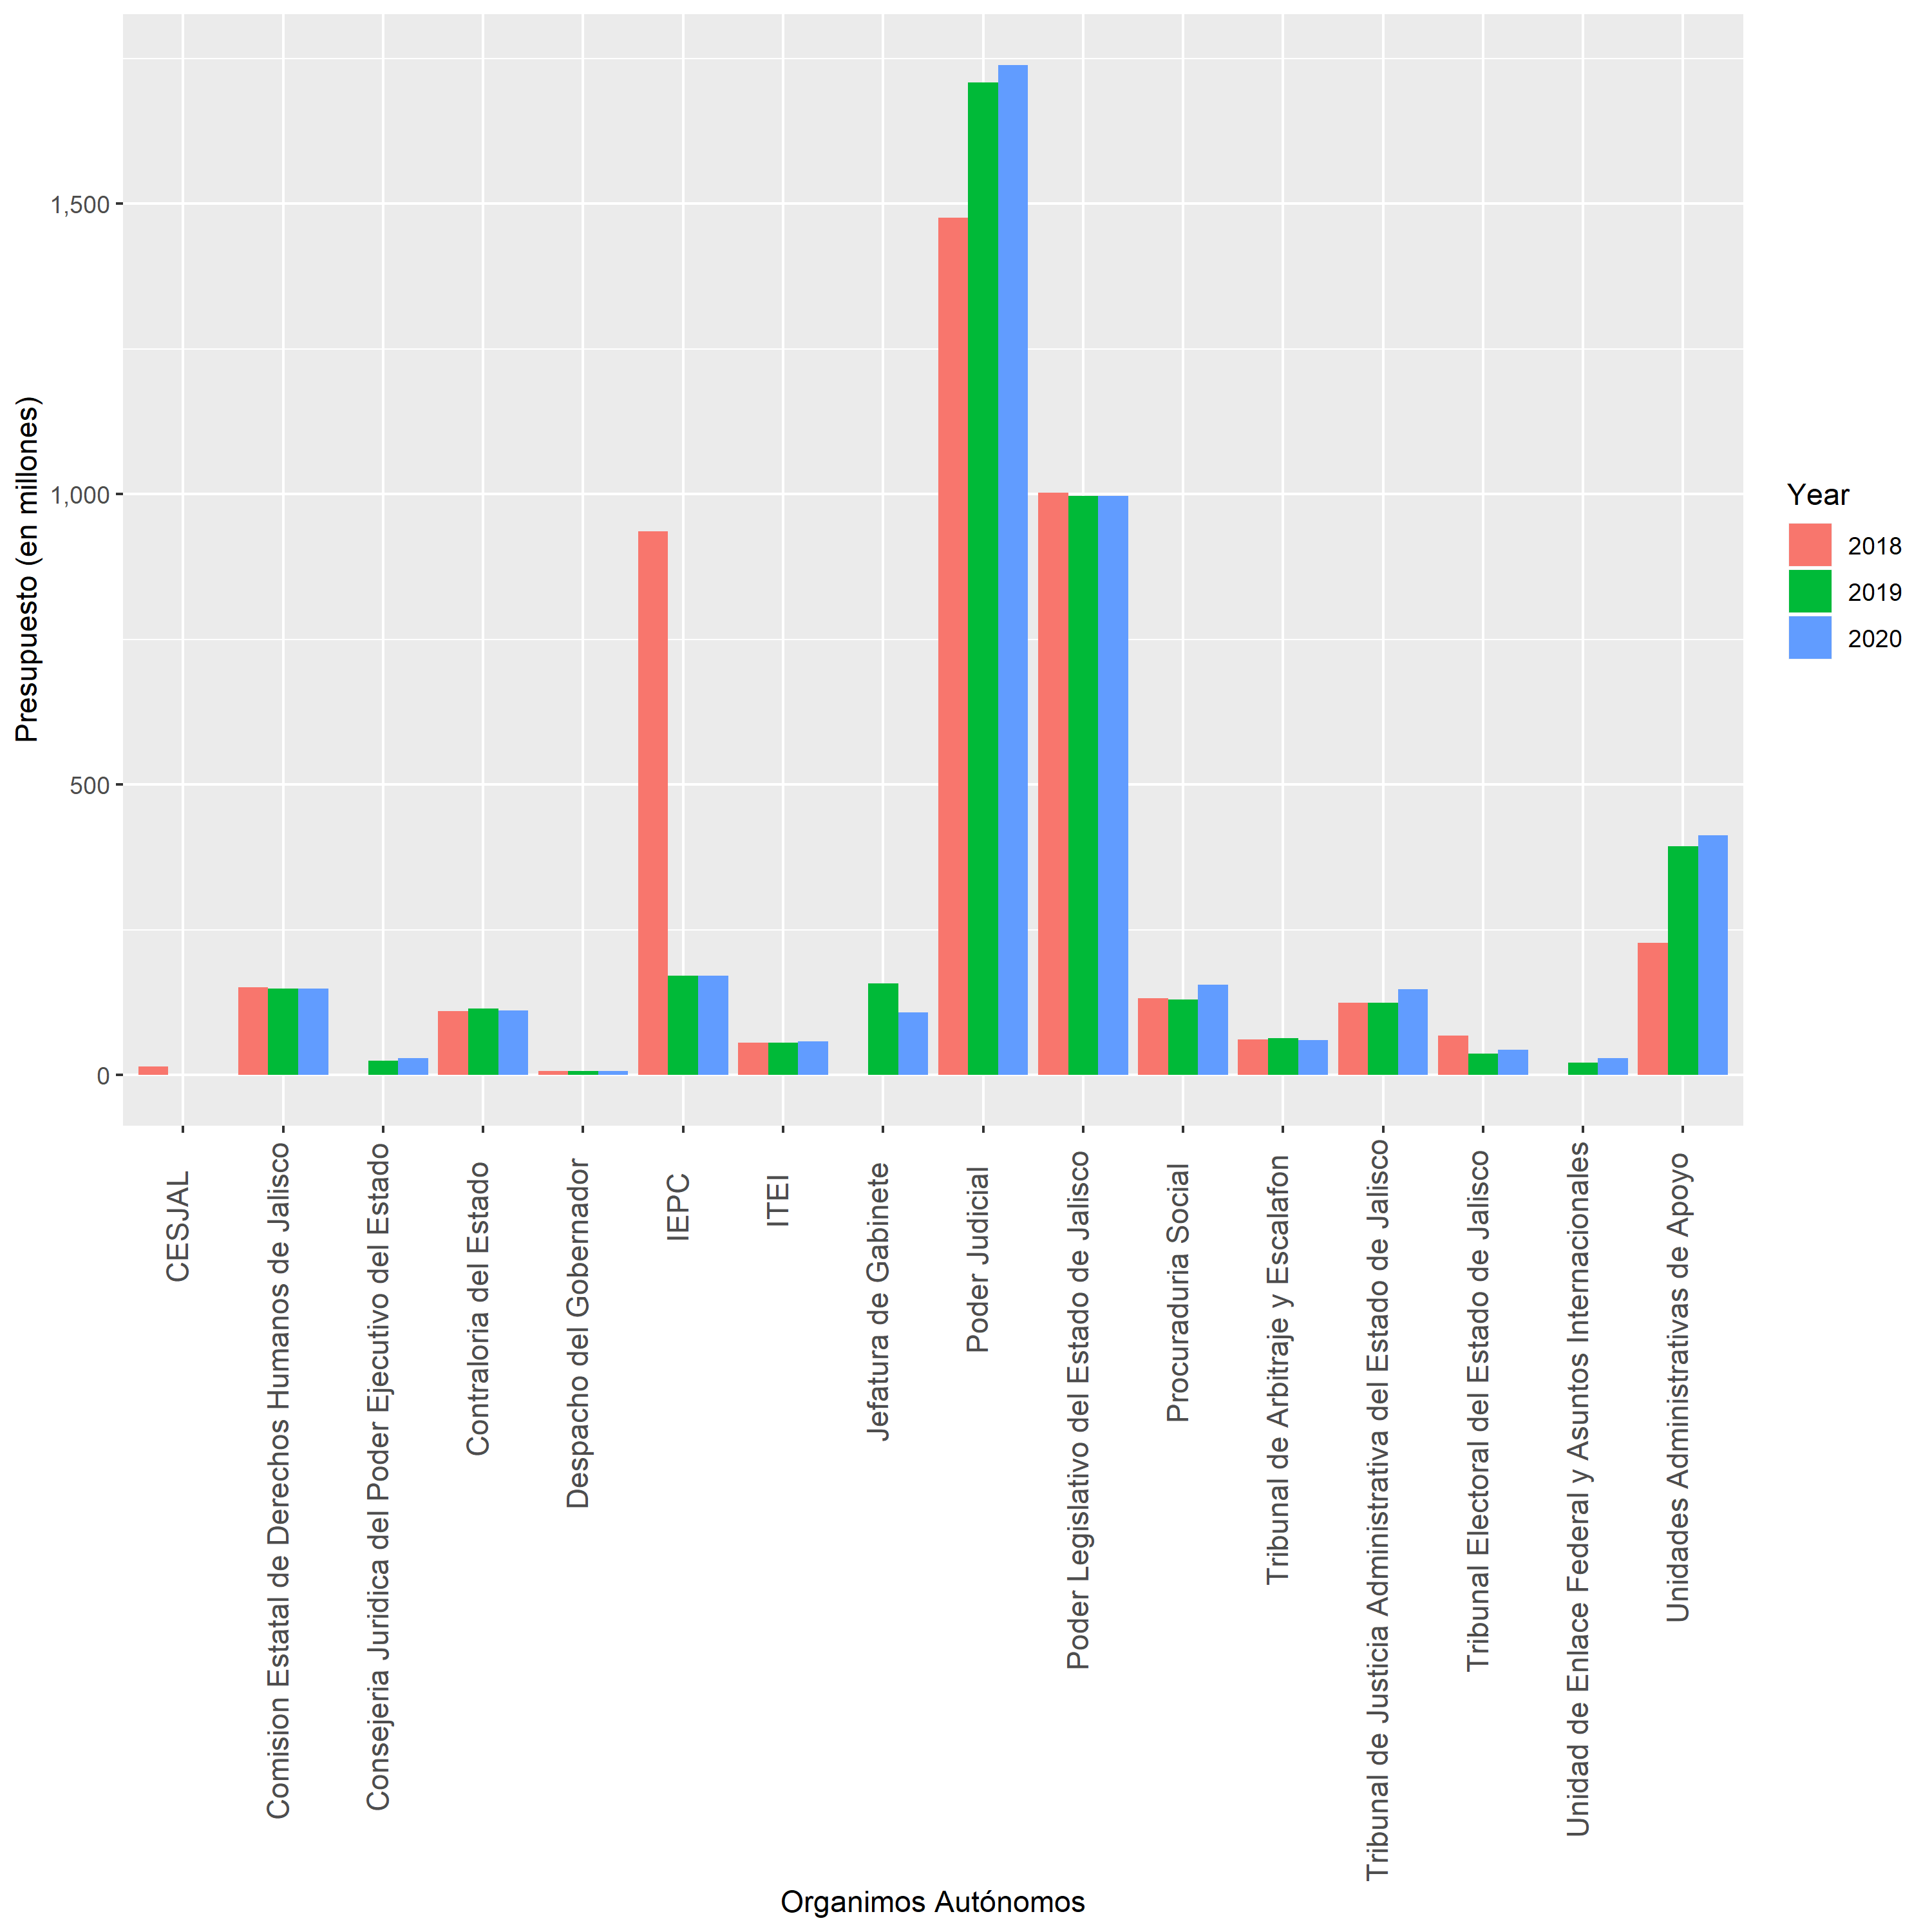 Presupuesto (en millones)
1,500
1,000
500
0
CESJAL
Comision Estatal de Derechos Humanos de Jalisco
Consejeria Juridica del Poder Ejecutivo del Estado
Contraloria del Estado
Despacho del Gobernador
IEPC
ITEI
Jefatura de Gabinete
Poder Judicial
Poder Legislativo del Estado de Jalisco
Procuraduria Social
Tribunal de Arbitraje y Escalafon
Tribunal de Justicia Administrativa del Estado de Jalisco
Tribunal Electoral del Estado de Jalisco
Unidad de Enlace Federal y Asuntos Internacionales
Unidades Administrativas de Apoyo
Organimos Autónomos
Year
2018
2019
2020